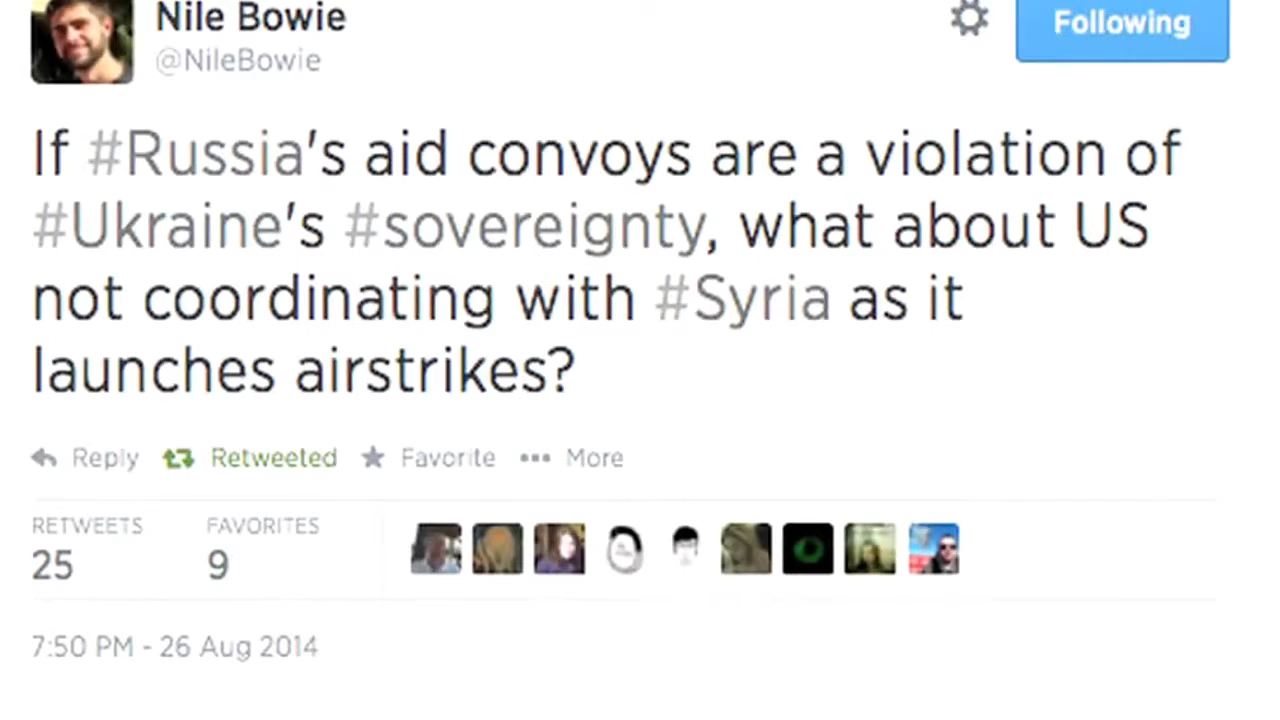 Nile Bowie
Following
@NileBowie
If #Russia's aid convoys are a violation of
#Ukraine's #sovereignty, what about US
not coordinating with #Syria as it
launches airstrikes?
Reply Retweeted Favorite More
RETWEETS FAVORITES
25 9
7:50 PM - 26 Aug 2014